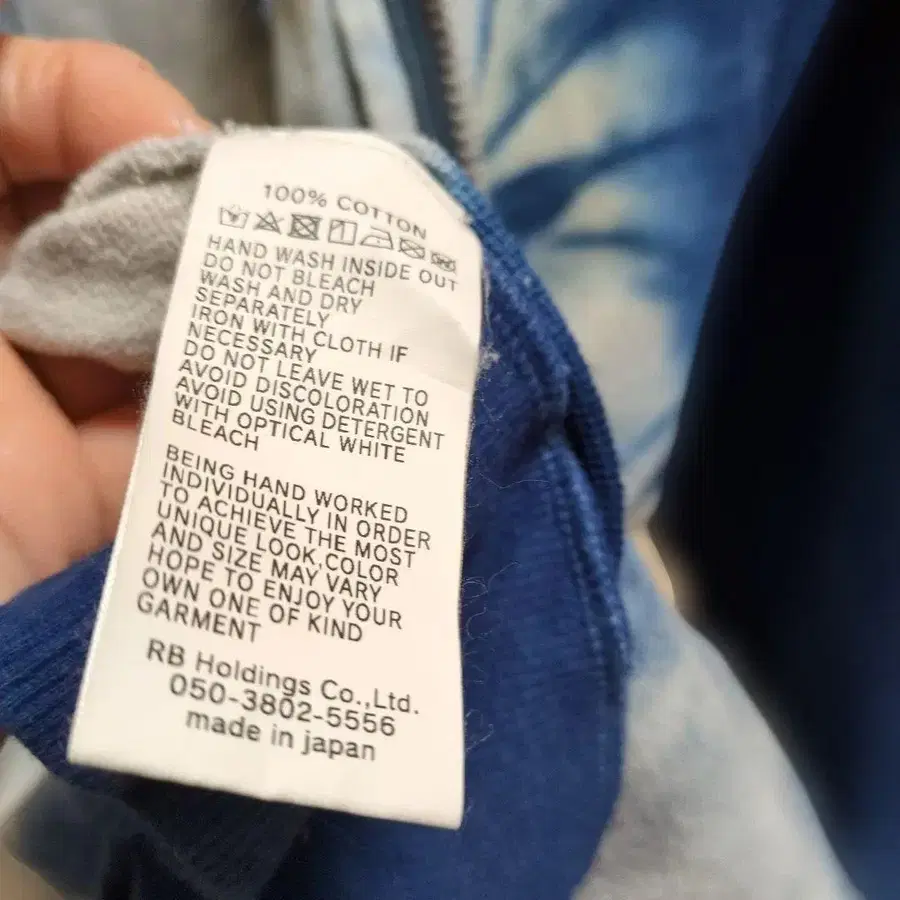 100% COTTON
HAND WASH INSIDE OUT
DO NOT BLEACH
WASH AND DRY
SEPARATELY
IRON WITH CLOTH IF
NECESSARY
DO NOT LEAVE WET TO
AVOID DISCOLORATION
AVOID USING DETERGENT
WITH OPTICAL WHITE
BLEACH
BEING HAND WORKED
INDIVIDUALLY IN ORDER
TO ACHIEVE THE MOST
UNIQUE LOOK,COLOR
AND SIZE MAY VARY
HOPE TO ENJOY YOUR
OWN ONE OF KIND
GARMENT
RB Holdings Co.,Ltd.
050-3802-5556
made in japan